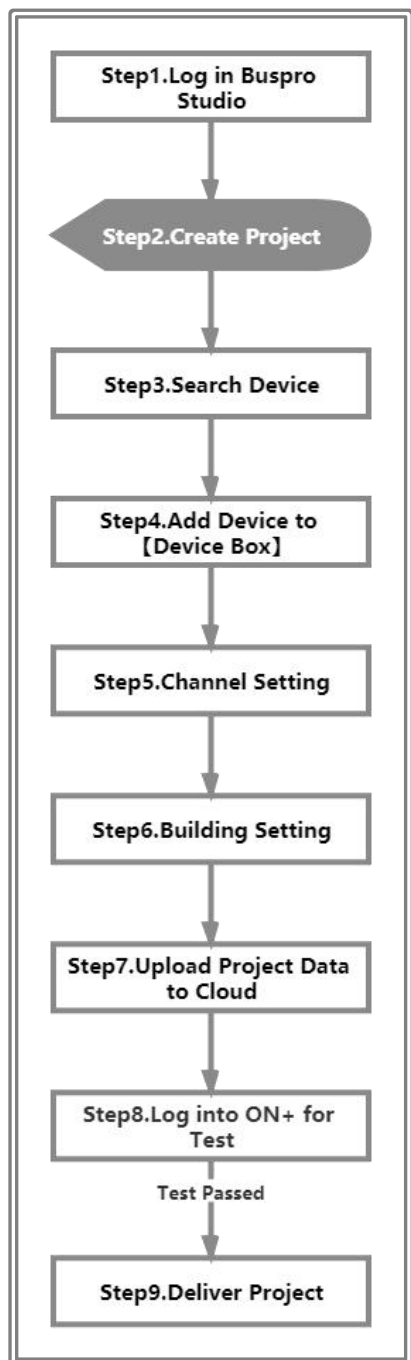 Step1.Log in Buspro
Studio
Step2.Create Project
Step3.Search Device
Step4.Add Device to
【Device Box】
Step5.Channel Setting
Step6.Building Setting
Step7.Upload Project Data
to Cloud
Step8.Log into ON+ for
Test
Test Passed
Step9.Deliver Project